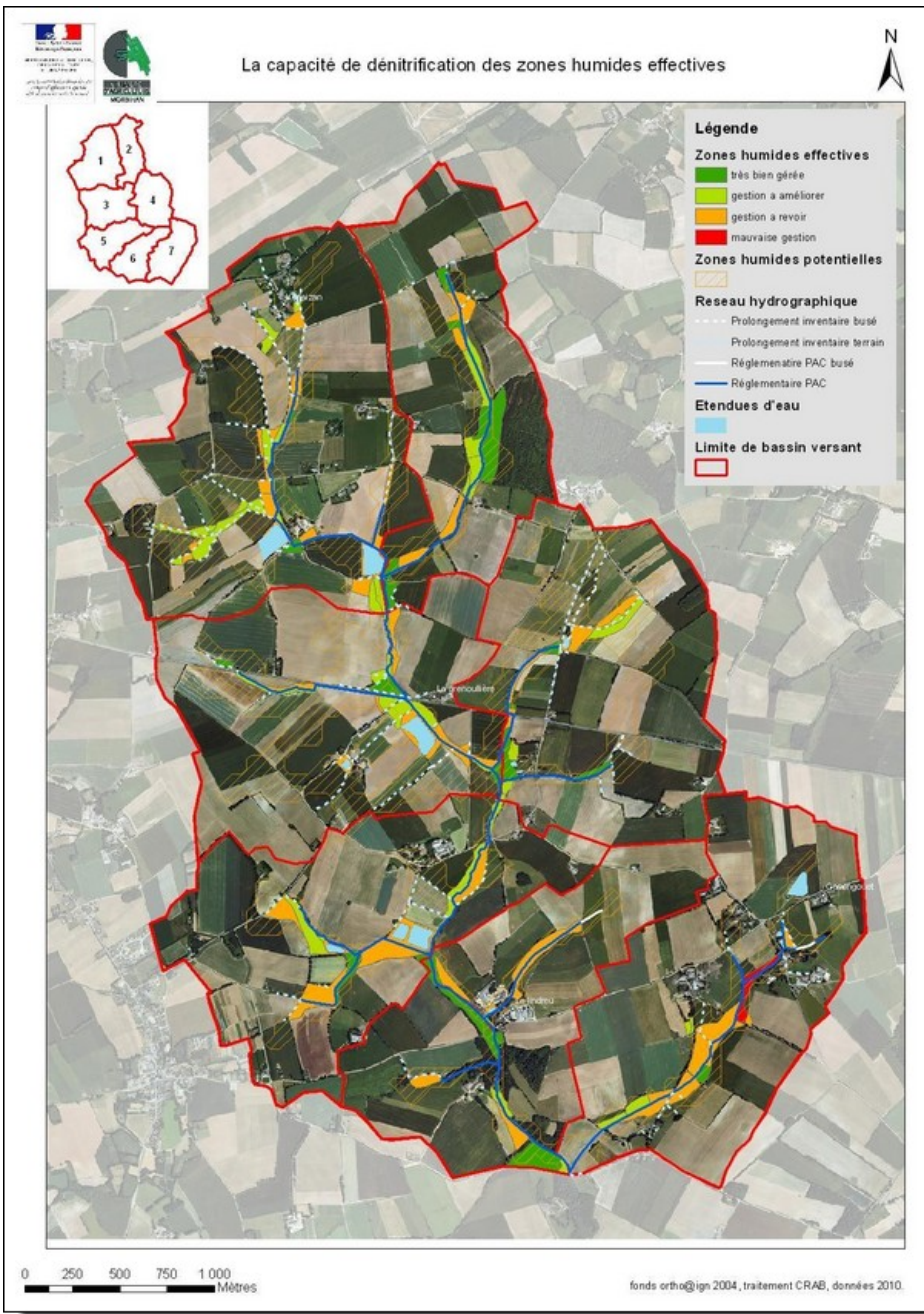 La capacité de dénitrification des zones humides effectives
N
MORBIHAN
1
2
3
4
5
6
7
Légende
Zones humides effectives
très bien gérée
gestion a améliorer
gestion a revoir
mauvaise gestion
Zones humides potentielles
Reseau hydrographique
Prolongement inventaire busé
Prolongement inventaire terrain
Réglemenatire PAC busé
Réglementaire PAC
Etendues d'eau
Limite de bassin versant
La Grenouillère
0 250 500 750 1 000
Mètres
fonds ortho@ign 2004, traitement CRAB, données 2010.